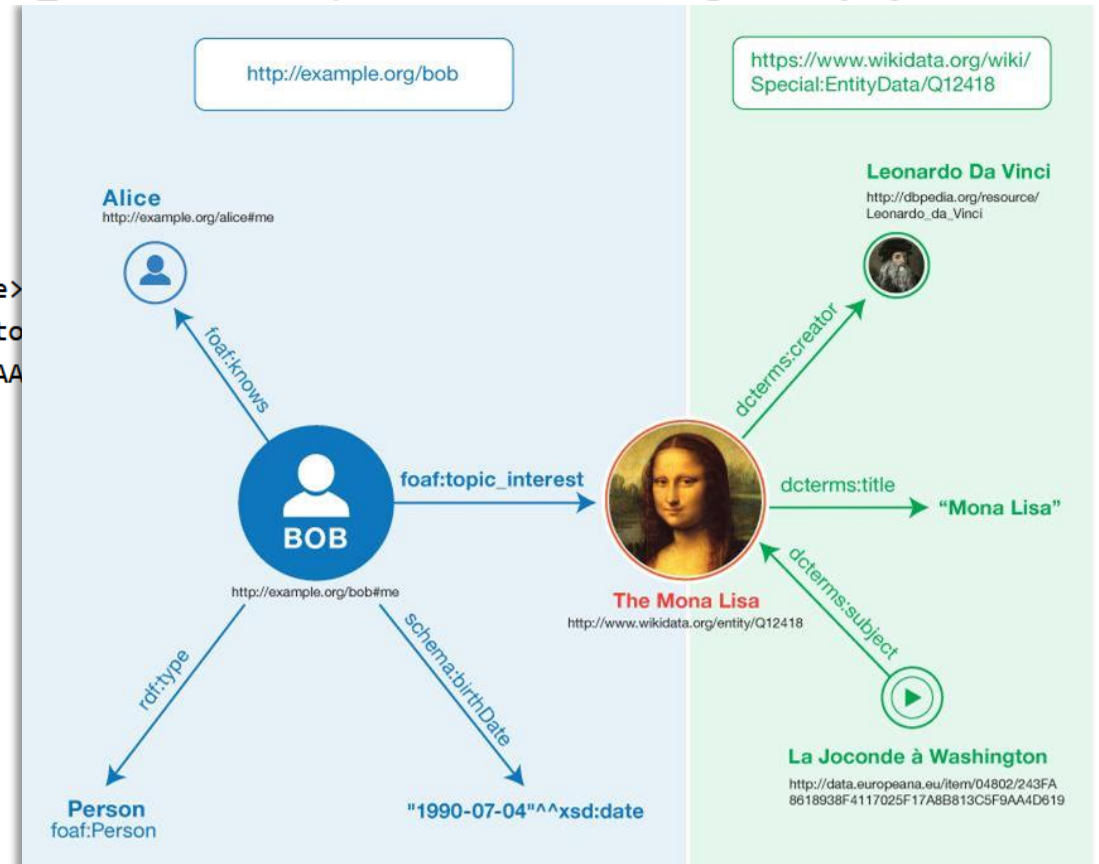 http://example.org/bob
https://www.wikidata.org/wiki/
Special:EntityData/Q12418
Alice
http://example.org/alice#me
Leonardo Da Vinci
http://dbpedia.org/resource/
Leonardo_da_Vinci
e>
to
AA
foaf:knows
dcterms:creator
BOB
foaf:topic_interest
dcterms:title
“Mona Lisa”
http://example.org/bob#me
The Mona Lisa
http://www.wikidata.org/entity/Q12418
dcterms:subject
rdf:type
schema:birthDate
La Joconde à Washington
http://data.europeana.eu/item/04802/243FA
8618938F4117025F17A8B813C5F9AA4D619
Person
foaf:Person
"1990-07-04"^^xsd:date